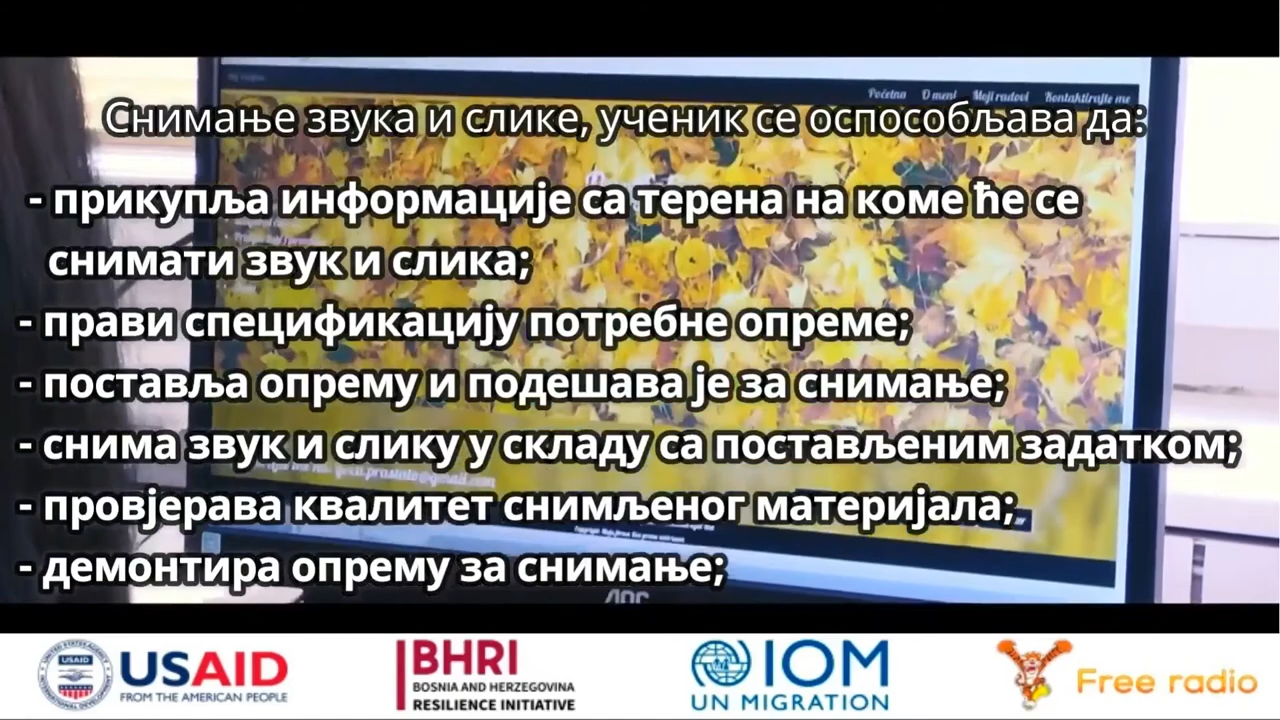 Početna O meni Moji radovi Kontaktirajte me
Снимање звука и слике, ученик се оспособљава да:
- прикупља информације са терена на коме ће се
снимати звук и слика;
- прави спецификацију потребне опреме;
- поставља опрему и подешава је за снимање;
- снима звук и слику у складу са постављеним задатком;
- провјерава квалитет снимљеног материјала;
- демонтира опрему за снимање;
AOC
USAID
USAID
FROM THE AMERICAN PEOPLE
BHRI
BOSNIA AND HERZEGOVINA
RESILIENCE INITIATIVE
IOM
UN MIGRATION
Free radio